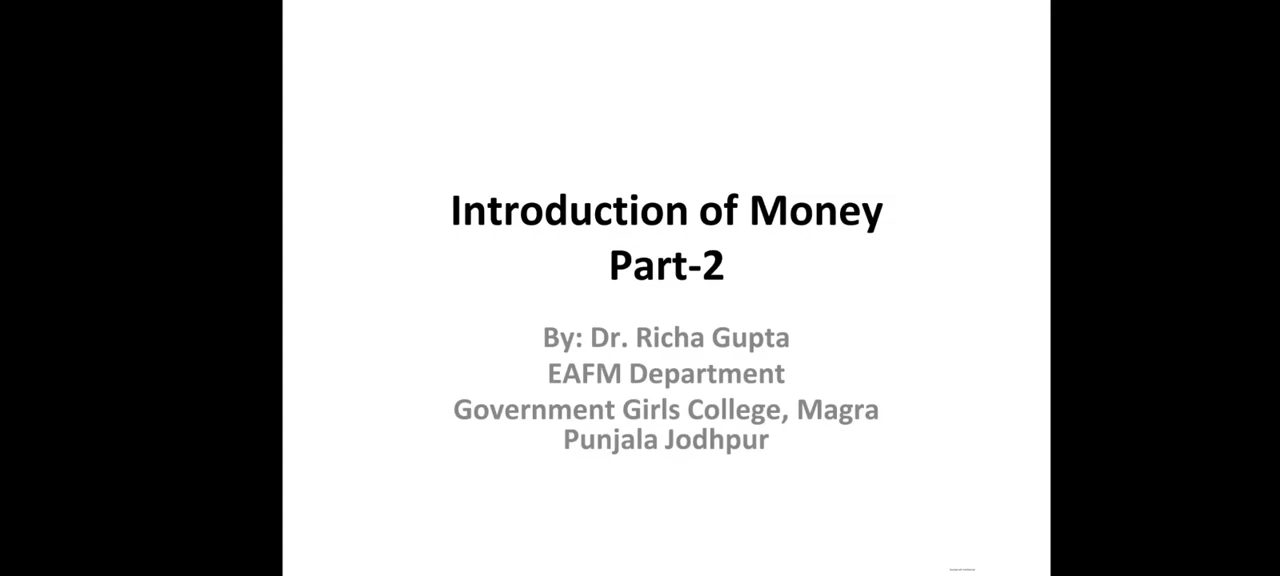 Introduction of Money
Part-2
By: Dr. Richa Gupta
EAFM Department
Government Girls College, Magra
Punjala Jodhpur